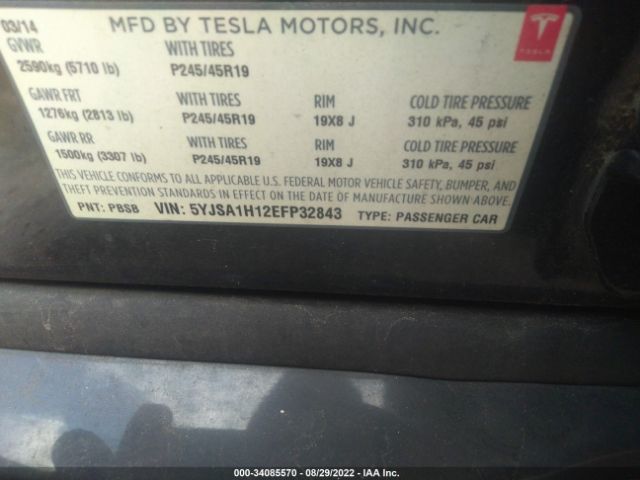 03/14 MFD BY TESLA MOTORS, INC.
TESLA
GVWR WITH TIRES
2590kg (5710 lb) P245/45R19
GAWR FRT WITH TIRES RIM COLD TIRE PRESSURE
1276kg (2813 lb) P245/45R19 19X8 J 310 kPa, 45 psi
GAWR RR WITH TIRES RIM COLD TIRE PRESSURE
1500kg (3307 lb) P245/45R19 19X8 J 310 kPa, 45 psi
THIS VEHICLE CONFORMS TO ALL APPLICABLE U.S. FEDERAL MOTOR VEHICLE SAFETY, BUMPER, AND
THEFT PREVENTION STANDARDS IN EFFECT ON THE DATE OF MANUFACTURE SHOWN ABOVE.
PNT: PBSB VIN: 5YJSA1H12EFP32843 TYPE: PASSENGER CAR
000-34085570 - 08/29/2022 - IAA Inc.